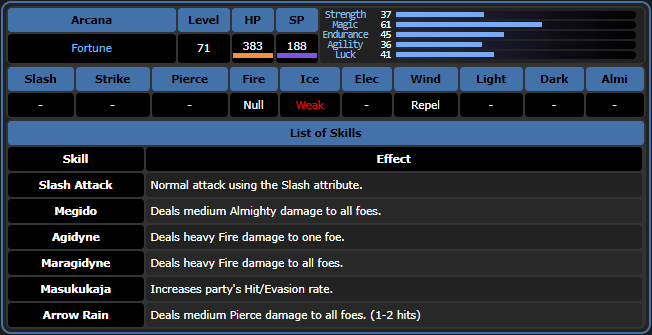 Arcana Level HP SP
Fortune 71 383 188
Strength 37
Magic 61
Endurance 45
Agility 36
Luck 41
Slash Strike Pierce Fire Ice Elec Wind Light Dark Almi
- - - Null Weak - Repel - - -
List of Skills
Skill Effect
Slash Attack Normal attack using the Slash attribute.
Megido Deals medium Almighty damage to all foes.
Agidyne Deals heavy Fire damage to one foe.
Maragidyne Deals heavy Fire damage to all foes.
Masukukaja Increases party's Hit/Evasion rate.
Arrow Rain Deals medium Pierce damage to all foes. (1-2 hits)